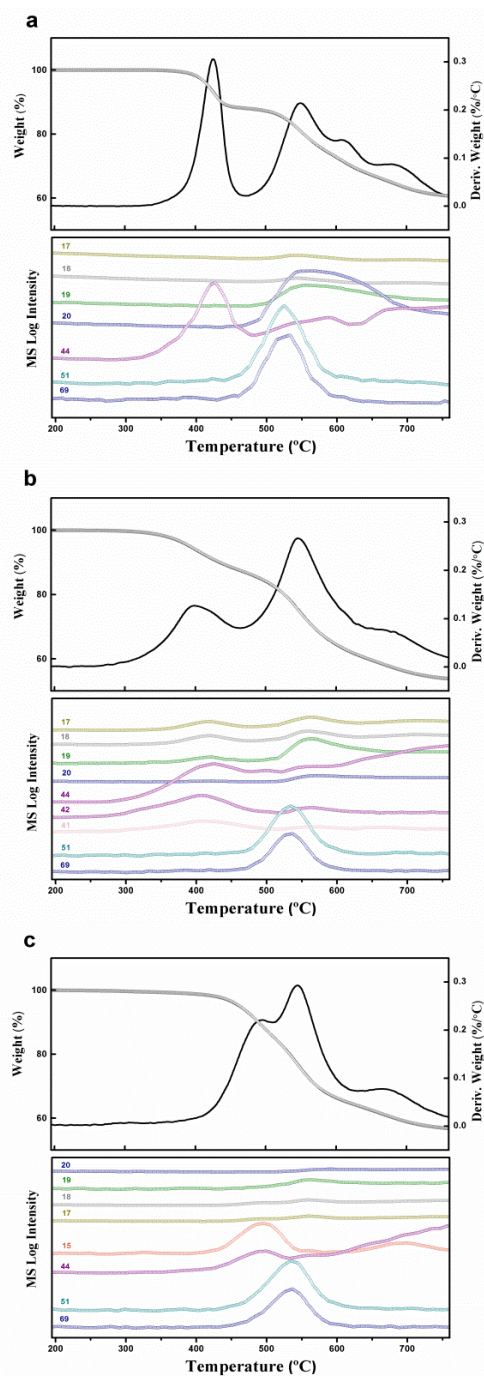 a
Weight (%)
100
80
60
0.3
0.2
0.1
0.0
Deriv. Weight (%/°C)
MS Log Intensity
17
18
19
20
44
51
69
200 300 400 500 600 700
Temperature (ºC)
b
Weight (%)
100
80
60
0.3
0.2
0.1
0.0
Deriv. Weight (%/°C)
MS Log Intensity
17
18
19
20
44
42
41
51
69
200 300 400 500 600 700
Temperature (ºC)
c
Weight (%)
100
80
60
0.3
0.2
0.1
0.0
Deriv. Weight (%/°C)
MS Log Intensity
20
19
18
17
15
44
51
69
200 300 400 500 600 700
Temperature (ºC)